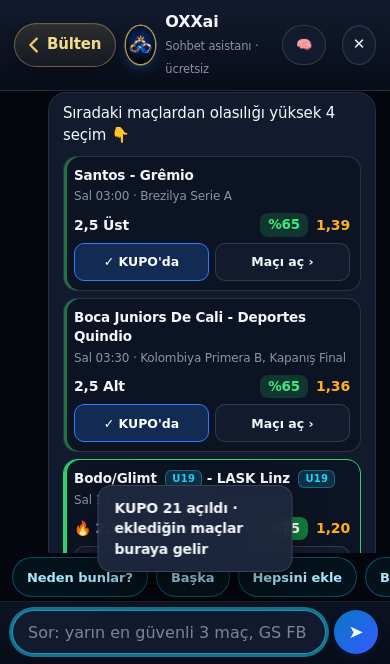 Bülten
OXXai
Sohbet asistanı ·
ücretsiz
Sıradaki maçlardan olasılığı yüksek 4
seçim 👇
Santos - Grêmio
Sal 03:00 · Brezilya Serie A
2,5 Üst %65 1,39
✓ KUPO'da Maçı aç ›
Boca Juniors De Cali - Deportes
Quindio
Sal 03:30 · Kolombiya Primera B, Kapanış Final
2,5 Alt %65 1,36
✓ KUPO'da Maçı aç ›
Bodo/Glimt U19 - LASK Linz U19
Sal
1,20
KUPO 21 açıldı ·
eklediğin maçlar
buraya gelir
Neden bunlar? Başka Hepsini ekle
Sor: yarın en güvenli 3 maç, GS FB